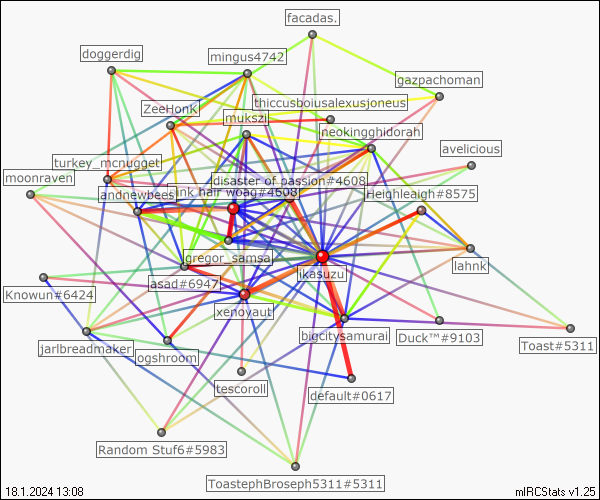 facadas.
doggerdig
mingus4742
gazpachoman
thiccusboiusalexusjoneus
ZeeHonK
mukszi
neokingghidorah
avelicious
turkey_mcnugget
moonraven
disaster of passion#4608
andnewbees
ink hair woag#4608
Heighleaigh#8575
gregor_samsa
lahnk
ikasuzu
asad#6947
Knowun#6424
xenoyaut
bigcitysamurai
Duck™#9103
Toast#5311
jarlbreadmaker
ogshroom
tescoroll
default#0617
Random Stuf6#5983
ToastephBroseph5311#5311
18.1.2024 13:08
mIRCStats v1.25